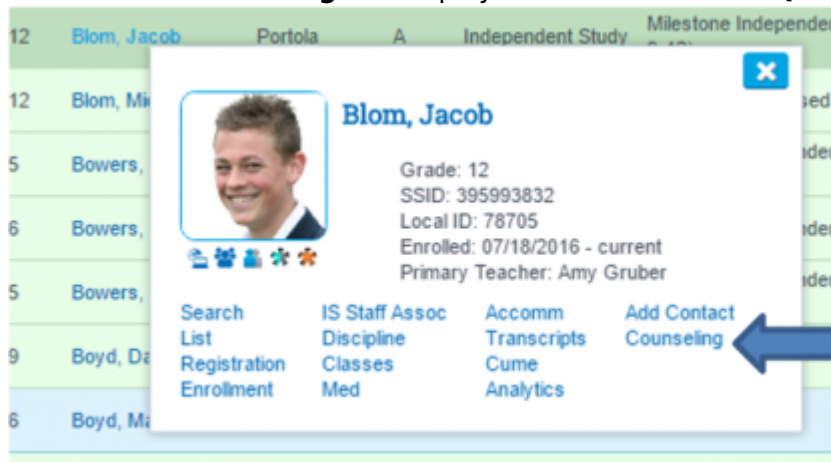 12 Blom, Jacob Portola A Independent Study Milestone
12 Blom, Mi
5 Bowers,
6 Bowers,
5 Bowers,
9 Boyd, Da
6 Boyd, Ma
Blom, Jacob
Grade: 12
SSID: 395993832
Local ID: 78705
Enrolled: 07/18/2016 - current
Primary Teacher: Amy Gruber
Search IS Staff Assoc Accomm Add Contact
List Discipline Transcripts Counseling
Registration Classes Cume
Enrollment Med Analytics